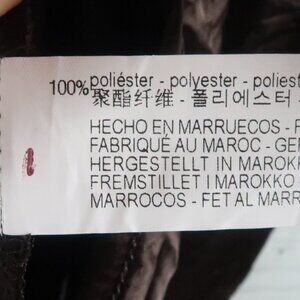 100% poliéster - polyester - poliest
聚酯纤维 - 폴리에스터
HECHO EN MARRUECOS - F
FABRIQUÉ AU MAROC - GEF
HERGESTELLT IN MAROKK
FREMSTILLET I MAROKKO
MARROCOS - FET AL MARR